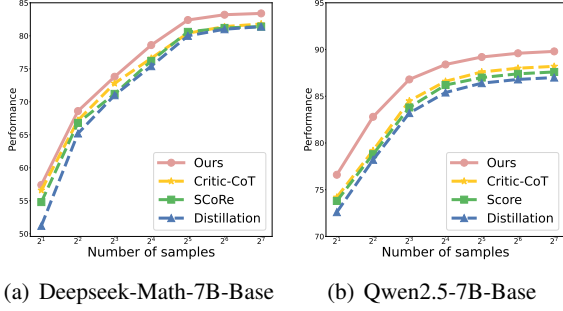 85
80
75
70
65
60
55
50
Performance
2^1 2^2 2^3 2^4 2^5 2^6 2^7
Number of samples
Ours
Critic-CoT
SCoRe
Distillation
(a) Deepseek-Math-7B-Base
95
90
85
80
75
70
Performance
2^1 2^2 2^3 2^4 2^5 2^6 2^7
Number of samples
Ours
Critic-CoT
Score
Distillation
(b) Qwen2.5-7B-Base